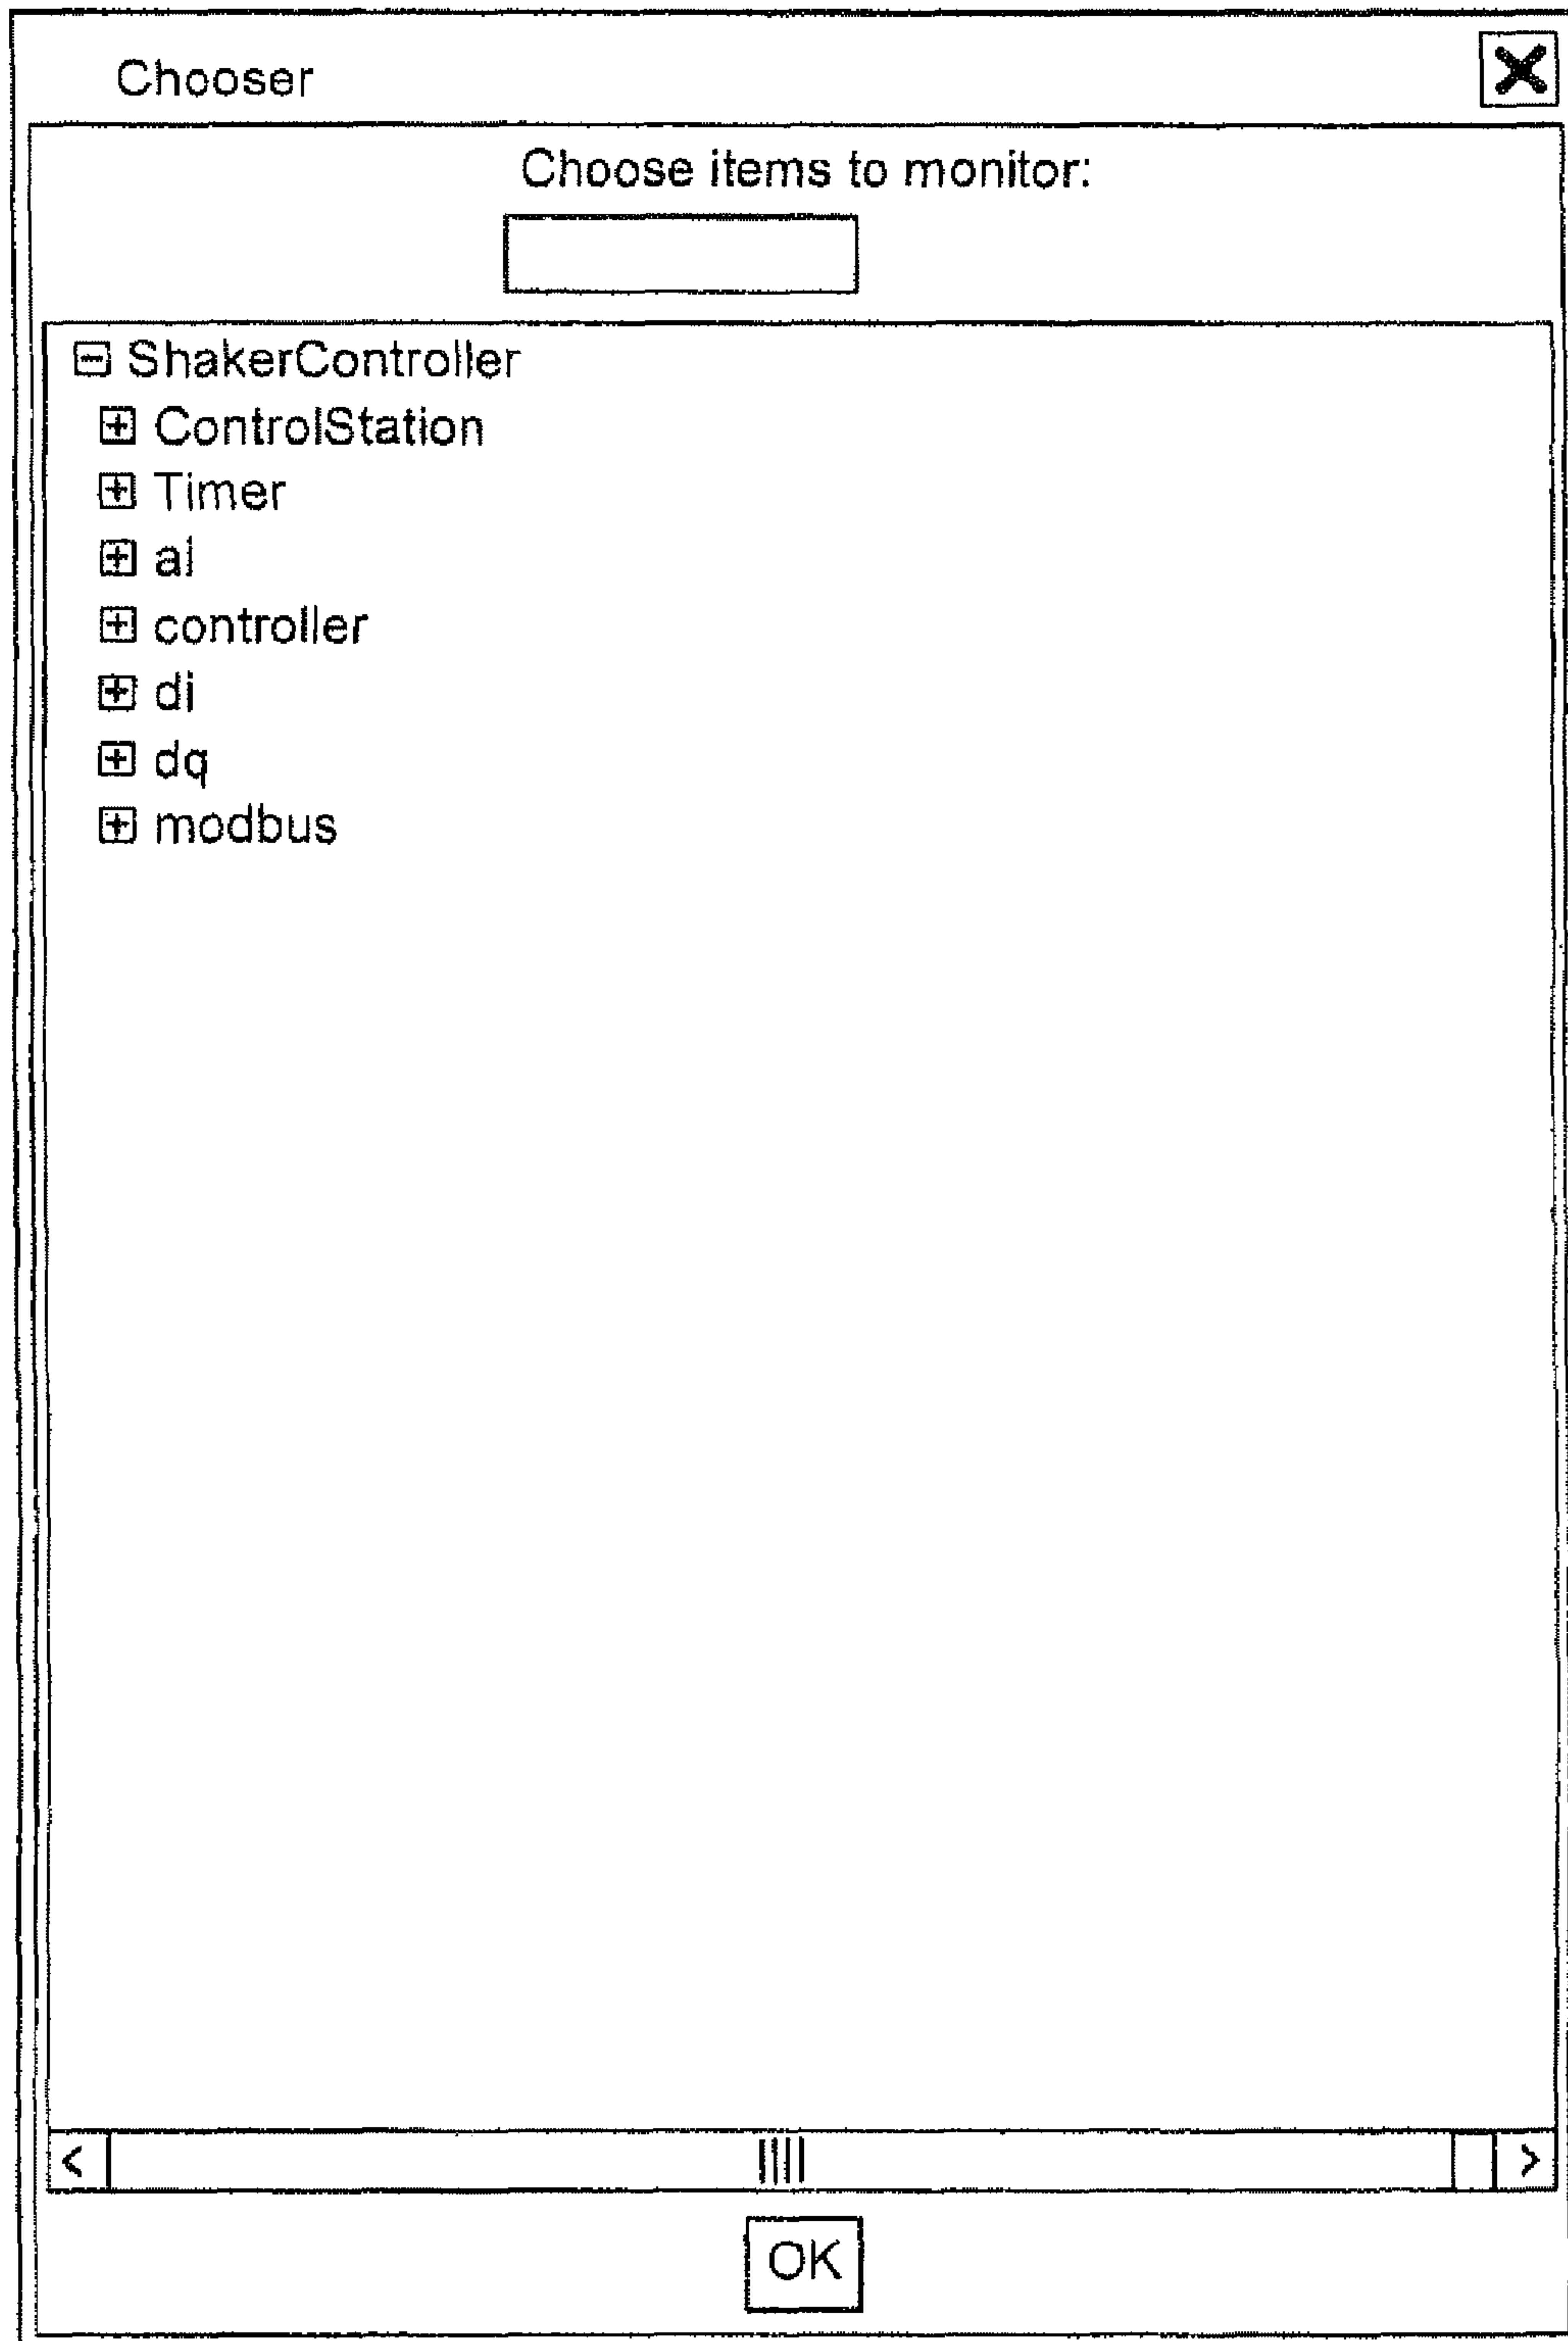 Chooser
Choose items to monitor:
ShakerController
ControlStation
Timer
ai
controller
di
dq
modbus
OK